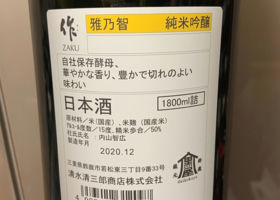 作 雅乃智 純米吟醸
ZAKU
自社保存酵母、
華やかな香り、豊かで切れのよい
味わい
日本酒 1800ml詰
原材料/米(国産)、米麹(国産米)
アルコール度数/15度、精米歩合/50%
杜氏氏名:内山智広
製造年月 2020.12
三重県鈴鹿市若松東三丁目9番33号
清水清三郎商店株式会社